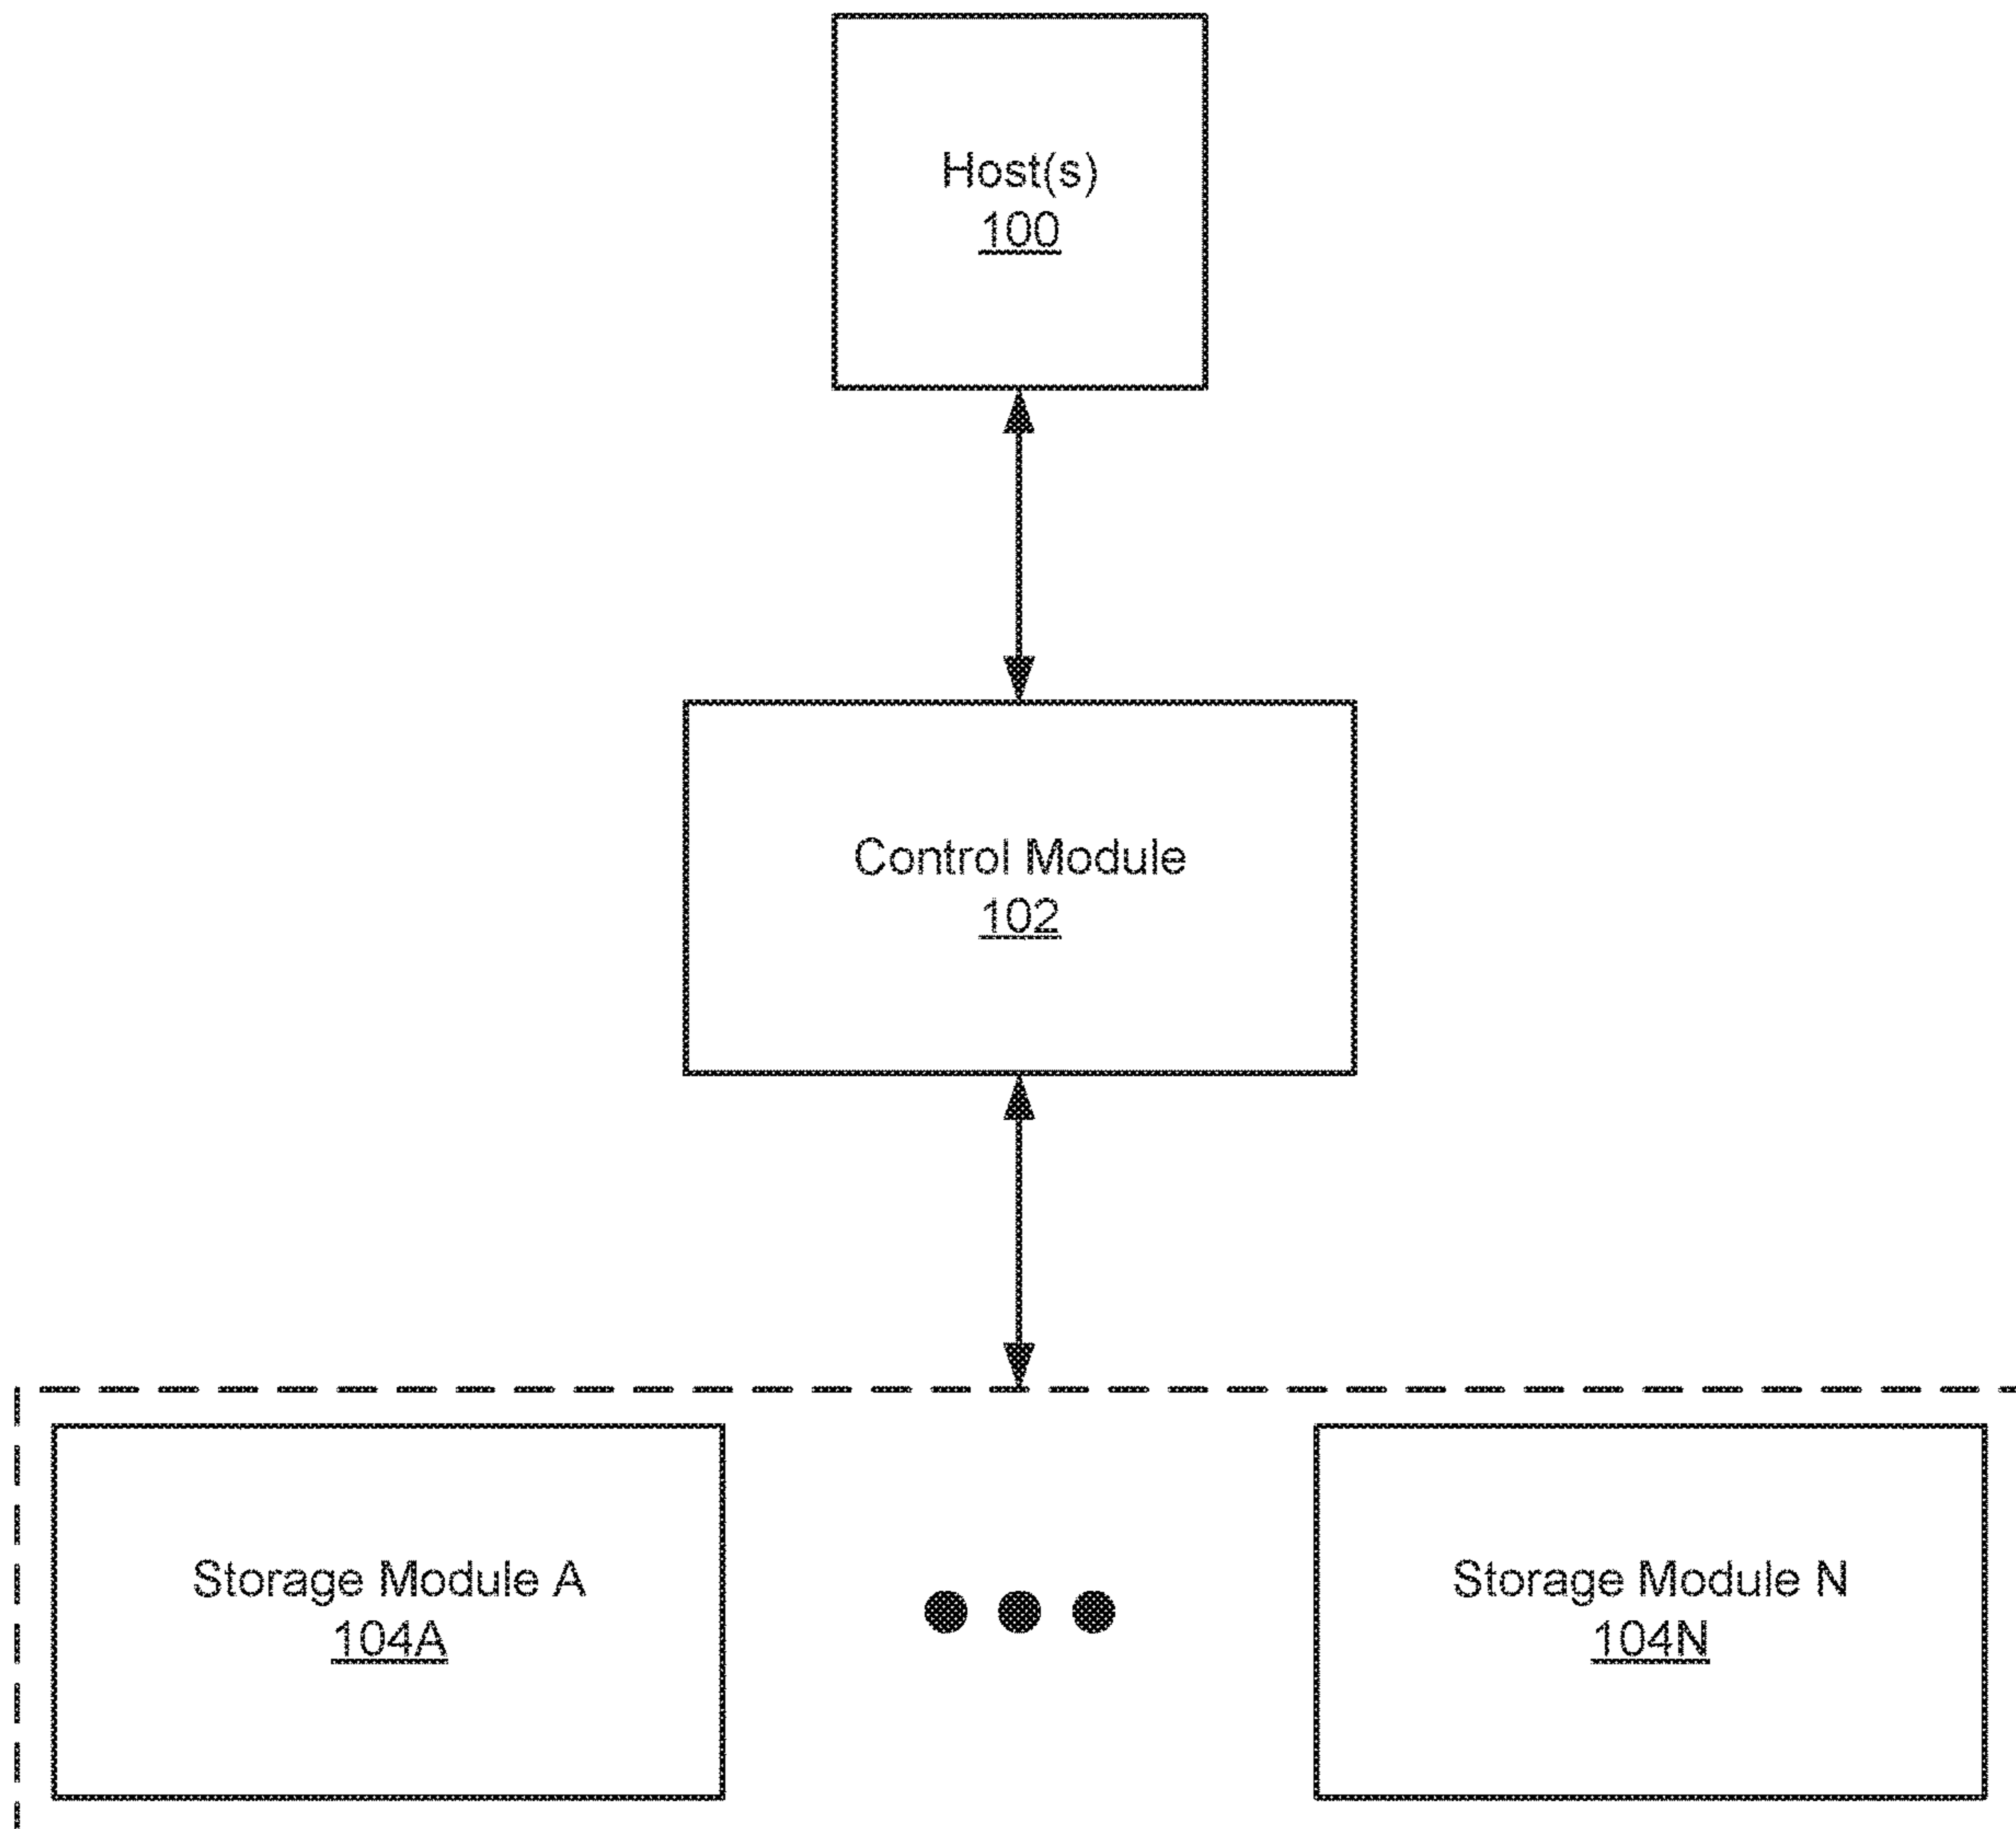 Host(s)
100
Control Module
102
Storage Module A
104A
Storage Module N
104N